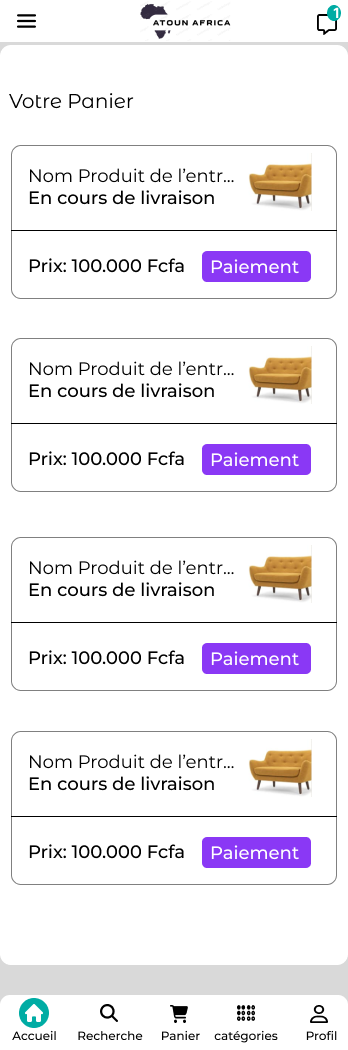 ATOUN AFRICA
1
Votre Panier
Nom Produit de l'entr...
En cours de livraison
Prix: 100.000 Fcfa
Paiement
Nom Produit de l'entr...
En cours de livraison
Prix: 100.000 Fcfa
Paiement
Nom Produit de l'entr...
En cours de livraison
Prix: 100.000 Fcfa
Paiement
Nom Produit de l'entr...
En cours de livraison
Prix: 100.000 Fcfa
Paiement
Accueil
Recherche
Panier
catégories
Profil